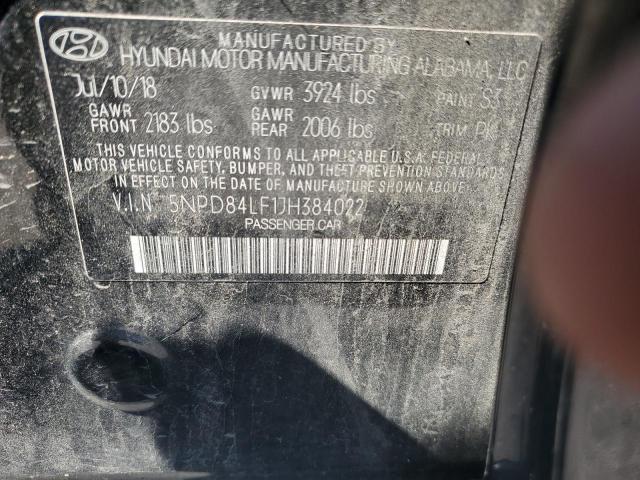 MANUFACTURED BY
HYUNDAI MOTOR MANUFACTURING ALABAMA, LLC
Jul/10/18 GVWR 3924 lbs PAINT S3
GAWR FRONT 2183 lbs GAWR REAR 2006 lbs TRIM
THIS VEHICLE CONFORMS TO ALL APPLICABLE U.S.A. FEDERAL
MOTOR VEHICLE SAFETY, BUMPER, AND THEFT PREVENTION
STANDARDS IN EFFECT ON THE DATE OF MANUFACTURE SHOWN ABOVE.
V.I.N 5NPD84LF1JH384022
PASSENGER CAR